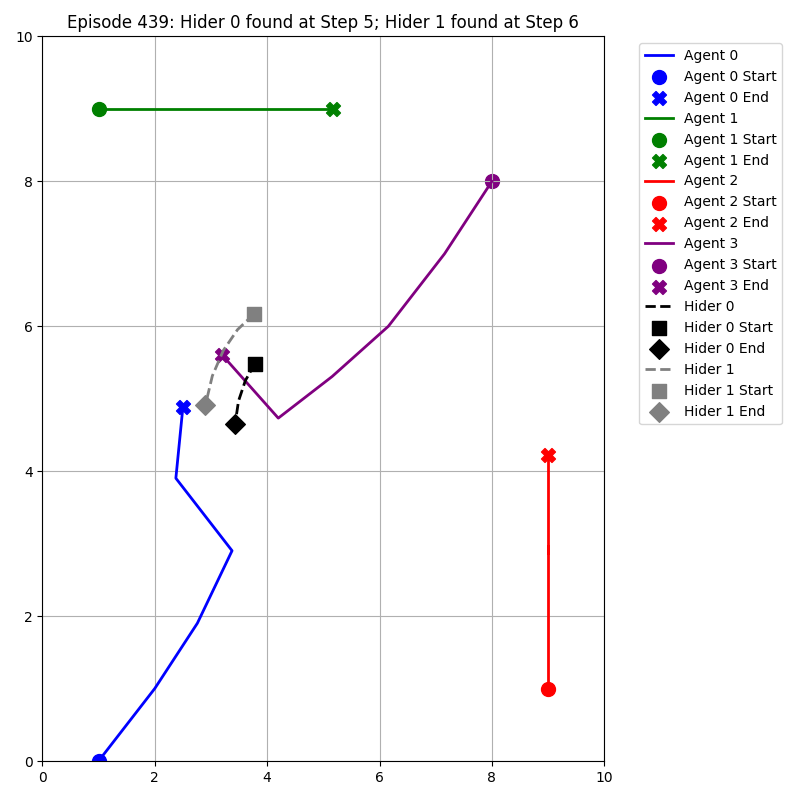 Episode 439: Hider 0 found at Step 5; Hider 1 found at Step 6
10
8
6
4
2
0
0 2 4 6 8 10
Agent 0
Agent 0 Start
Agent 0 End
Agent 1
Agent 1 Start
Agent 1 End
Agent 2
Agent 2 Start
Agent 2 End
Agent 3
Agent 3 Start
Agent 3 End
Hider 0
Hider 0 Start
Hider 0 End
Hider 1
Hider 1 Start
Hider 1 End